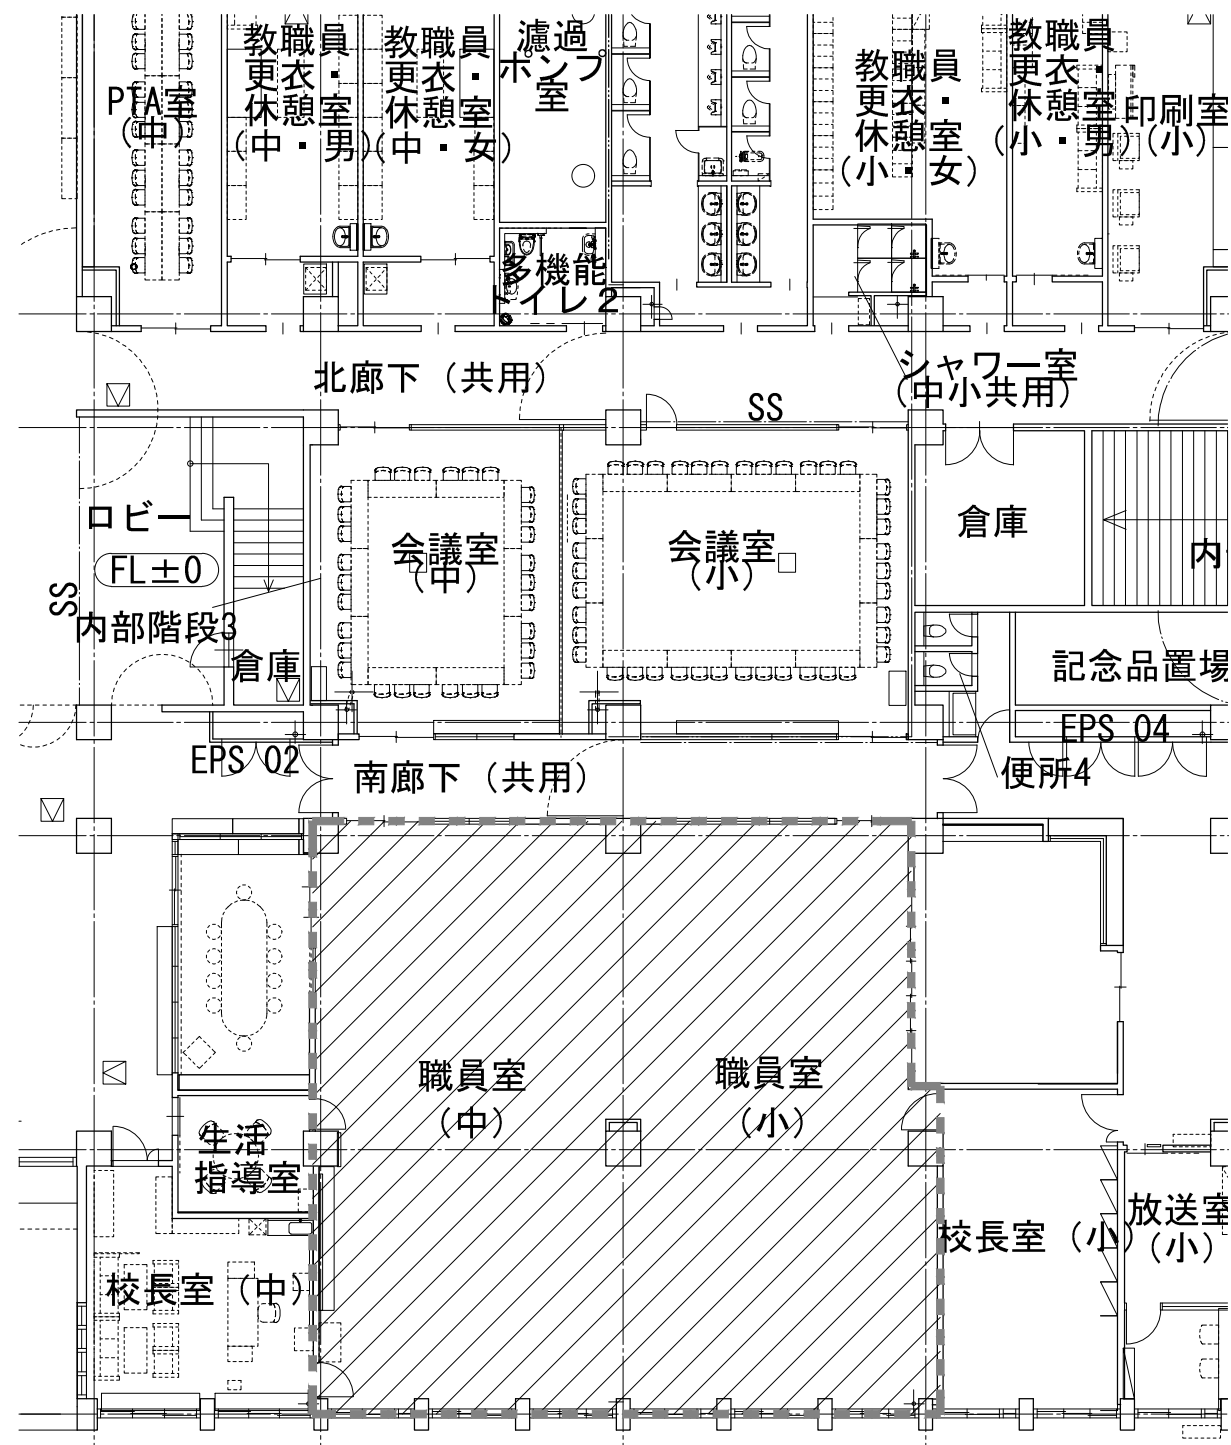 PTA室
（中）
教職員
更衣・
休憩室
（中・男）
教職員
更衣・
休憩室
（中・女）
濾過
ポンプ
室
教職員
更衣・
休憩室
（小・女）
教職員
更衣・
休憩室
（小・男）
印刷室
（小）
多機能
トイレ２
北廊下（共用）
シャワー室
（中小共用）
SS
ロビー
FL±0
SS
内部階段3
倉庫
会議室
（中）
会議室
（小）
倉庫
内
記念品置場
EPS 02
南廊下（共用）
EPS 04
便所4
職員室
（中）
職員室
（小）
生活
指導室
校長室（中）
校長室（小）
放送室
（小）